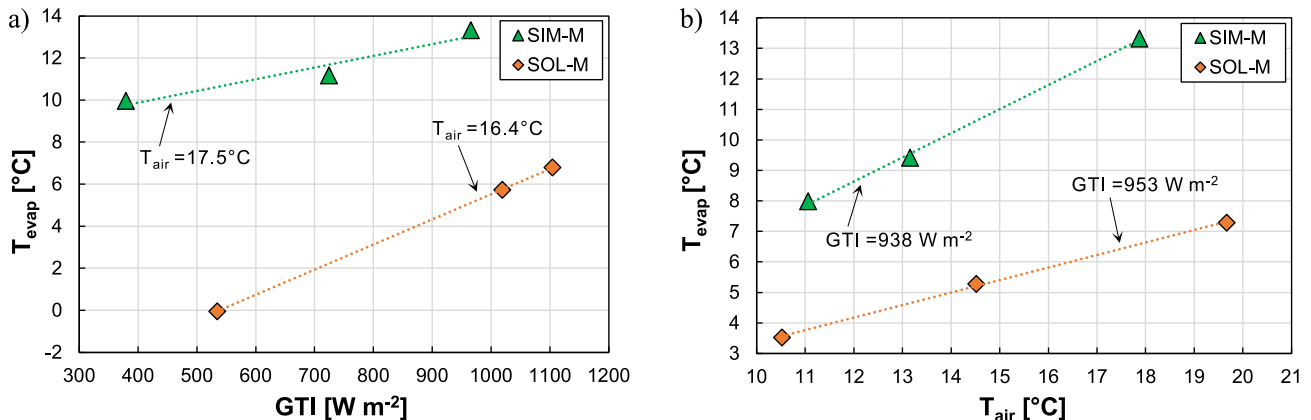 a)
14
12
10
8
6
4
2
0
-2
T_evap [°C]
SIM-M
SOL-M
T_air =17.5°C
T_air =16.4°C
300 400 500 600 700 800 900 1000 1100 1200
GTI [W m⁻²]
b)
14
13
12
11
10
9
8
7
6
5
4
3
T_evap [°C]
SIM-M
SOL-M
GTI =953 W m⁻²
GTI =938 W m⁻²
10 11 12 13 14 15 16 17 18 19 20 21
T_air [°C]